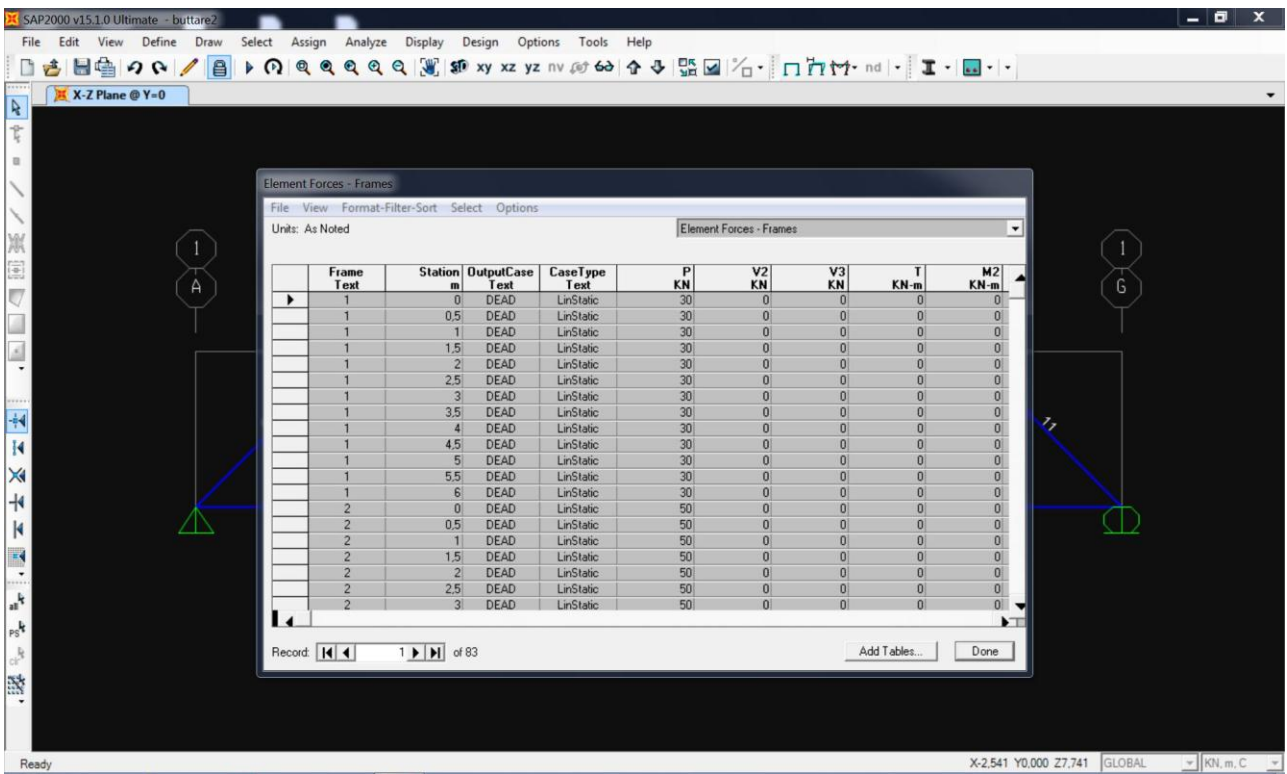 SAP2000 v15.1.0 Ultimate - buttare2
File Edit View Define Draw Select Assign Analyze Display Design Options Tools Help
3D xy xz yz nv nd
X-Z Plane @ Y=0
Element Forces - Frames
File View Format-Filter-Sort Select Options
Units: As Noted Element Forces - Frames
Frame Station OutputCase CaseType P V2 V3 T M2
Text m Text Text KN KN KN KN-m KN-m
1 0 DEAD LinStatic 30 0 0 0 0
1 0,5 DEAD LinStatic 30 0 0 0 0
1 1 DEAD LinStatic 30 0 0 0 0
1 1,5 DEAD LinStatic 30 0 0 0 0
1 2 DEAD LinStatic 30 0 0 0 0
1 2,5 DEAD LinStatic 30 0 0 0 0
1 3 DEAD LinStatic 30 0 0 0 0
1 3,5 DEAD LinStatic 30 0 0 0 0
1 4 DEAD LinStatic 30 0 0 0 0
1 4,5 DEAD LinStatic 30 0 0 0 0
1 5 DEAD LinStatic 30 0 0 0 0
1 5,5 DEAD LinStatic 30 0 0 0 0
1 6 DEAD LinStatic 30 0 0 0 0
2 0 DEAD LinStatic 50 0 0 0 0
2 0,5 DEAD LinStatic 50 0 0 0 0
2 1 DEAD LinStatic 50 0 0 0 0
2 1,5 DEAD LinStatic 50 0 0 0 0
2 2 DEAD LinStatic 50 0 0 0 0
2 2,5 DEAD LinStatic 50 0 0 0 0
2 3 DEAD LinStatic 50 0 0 0 0
Record: 1 of 83 Add Tables... Done
1
A
1
G
11
all
PS
clr
Ready X-2,541 Y0,000 Z7,741 GLOBAL KN, m, C